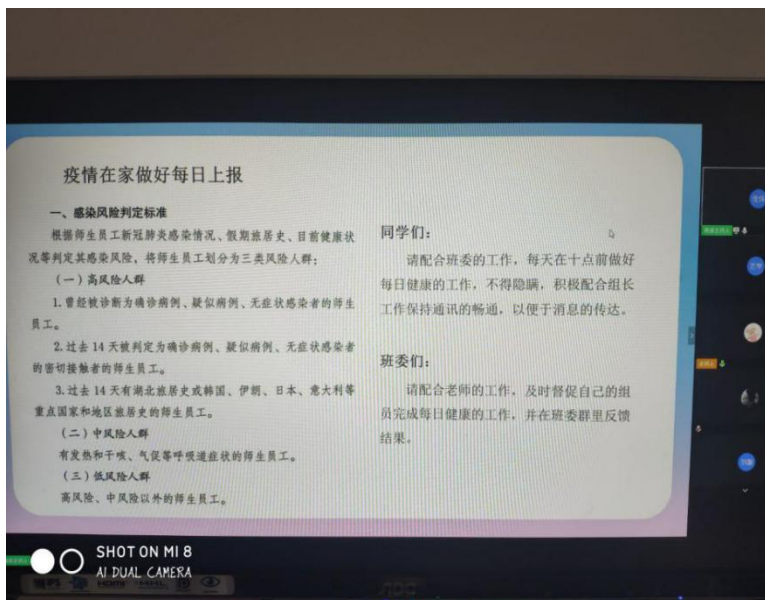 疫情在家做好每日上报
一、感染风险判定标准
根据师生员工新冠肺炎感染情况、假期旅居史、目前健康状
况等判定其感染风险，将师生员工划分为三类风险人群：
（一）高风险人群
1.曾经被诊断为确诊病例、疑似病例、无症状感染者的师生
员工。
2.过去 14 天被判定为确诊病例、疑似病例、无症状感染者
的密切接触者的师生员工。
3.过去 14 天有湖北旅居史或韩国、伊朗、日本、意大利等
重点国家和地区旅居史的师生员工。
（二）中风险人群
有发热和干咳、气促等呼吸道症状的师生员工。
（三）低风险人群
高风险、中风险以外的师生员工。
同学们：
请配合班委的工作，每天在十点前做好
每日健康的工作，不得隐瞒，积极配合组长
工作保持通讯的畅通，以便于消息的传达。
班委们：
请配合老师的工作，及时督促自己的组
员完成每日健康的工作，并在班委群里反馈
结果。
SHOT ON MI 8
AI DUAL CAMERA
IPS
HDMI
AOC